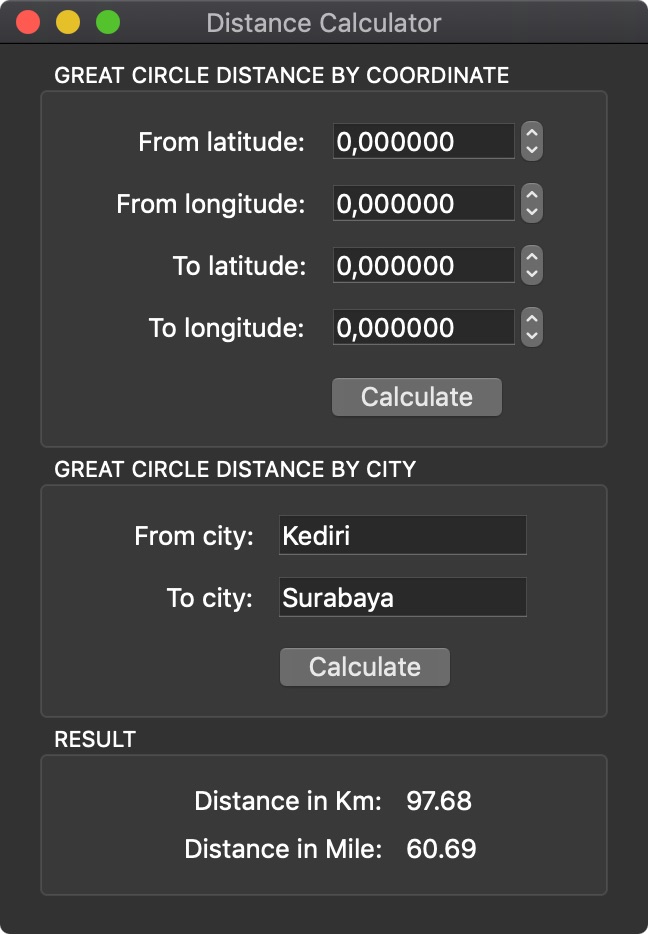 Distance Calculator
GREAT CIRCLE DISTANCE BY COORDINATE
From latitude: 0,000000
From longitude: 0,000000
To latitude: 0,000000
To longitude: 0,000000
Calculate
GREAT CIRCLE DISTANCE BY CITY
From city: Kediri
To city: Surabaya
Calculate
RESULT
Distance in Km: 97.68
Distance in Mile: 60.69